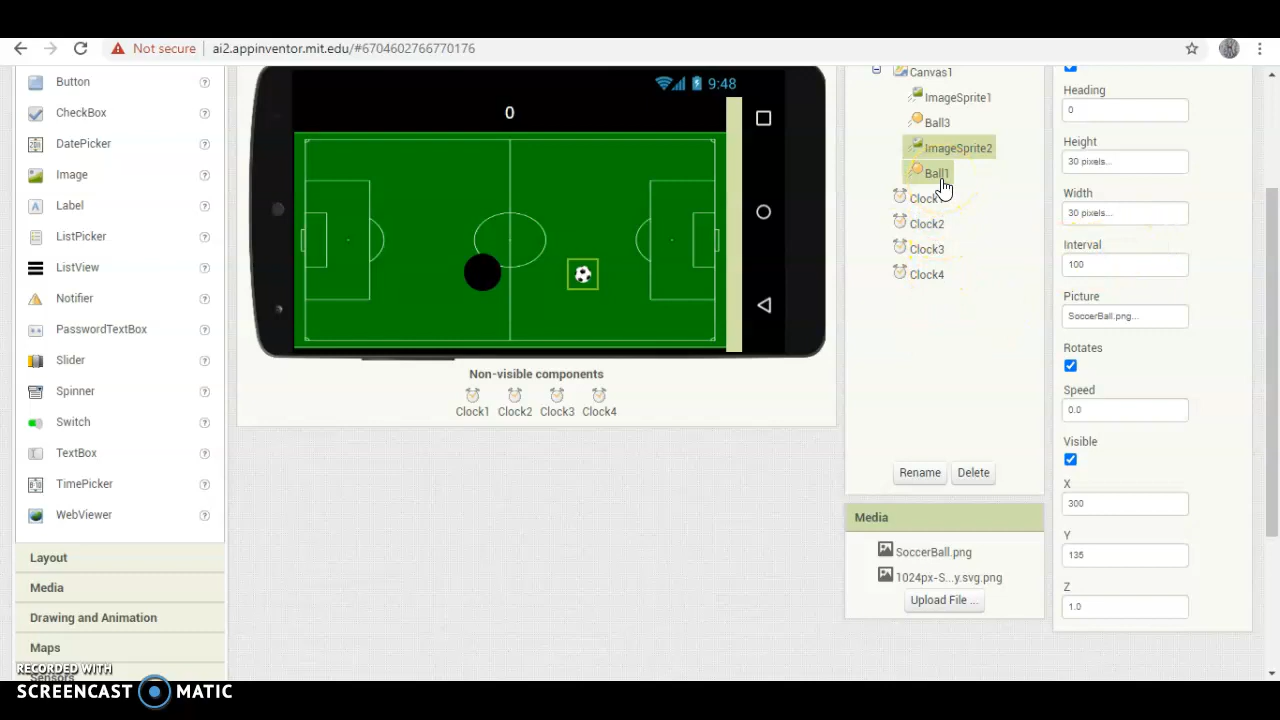 Not secure
ai2.appinventor.mit.edu/#6704602766770176
Button
CheckBox
DatePicker
Image
Label
ListPicker
ListView
Notifier
PasswordTextBox
Slider
Spinner
Switch
TextBox
TimePicker
WebViewer
Layout
Media
Drawing and Animation
Maps
Sensors
9:48
0
Non-visible components
Clock1 Clock2 Clock3 Clock4
Canvas1
ImageSprite1
Ball3
ImageSprite2
Ball1
Clock2
Clock3
Clock4
Rename
Delete
Media
SoccerBall.png
1024px-S...y.svg.png
Upload File ...
Heading
0
Height
30 pixels...
Width
30 pixels...
Interval
100
Picture
SoccerBall.png...
Rotates
Speed
0.0
Visible
X
300
Y
135
Z
1.0
RECORDED WITH
SCREENCAST MATIC